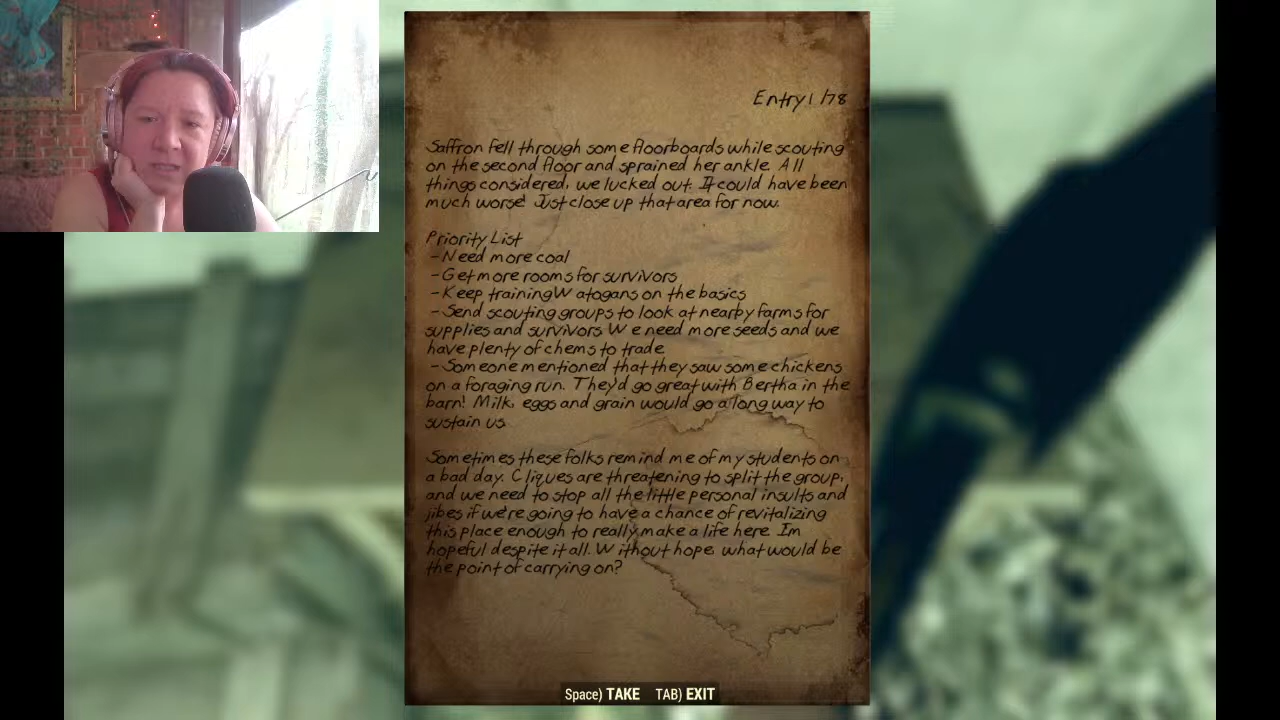 Entry 1/78
Saffron fell through some floorboards while scouting
on the second floor and sprained her ankle. All
things considered, we lucked out. It could have been
much worse! Just close up that area for now.
Priority List
-Need more coal
-Get more rooms for survivors
-Keep training Watogans on the basics
-Send scouting groups to look at nearby farms for
supplies and survivors. We need more seeds and we
have plenty of chems to trade.
-Someone mentioned that they saw some chickens
on a foraging run. They'd go great with Bertha in the
barn! Milk, eggs and grain would go a long way to
sustain us.
Sometimes these folks remind me of my students on
a bad day. Cliques are threatening to split the group,
and we need to stop all the little personal insults and
jibes if we're going to have a chance of revitalizing
this place enough to really make a life here. Im
hopeful despite it all. Without hope, what would be
the point of carrying on?
Space) TAKE TAB) EXIT